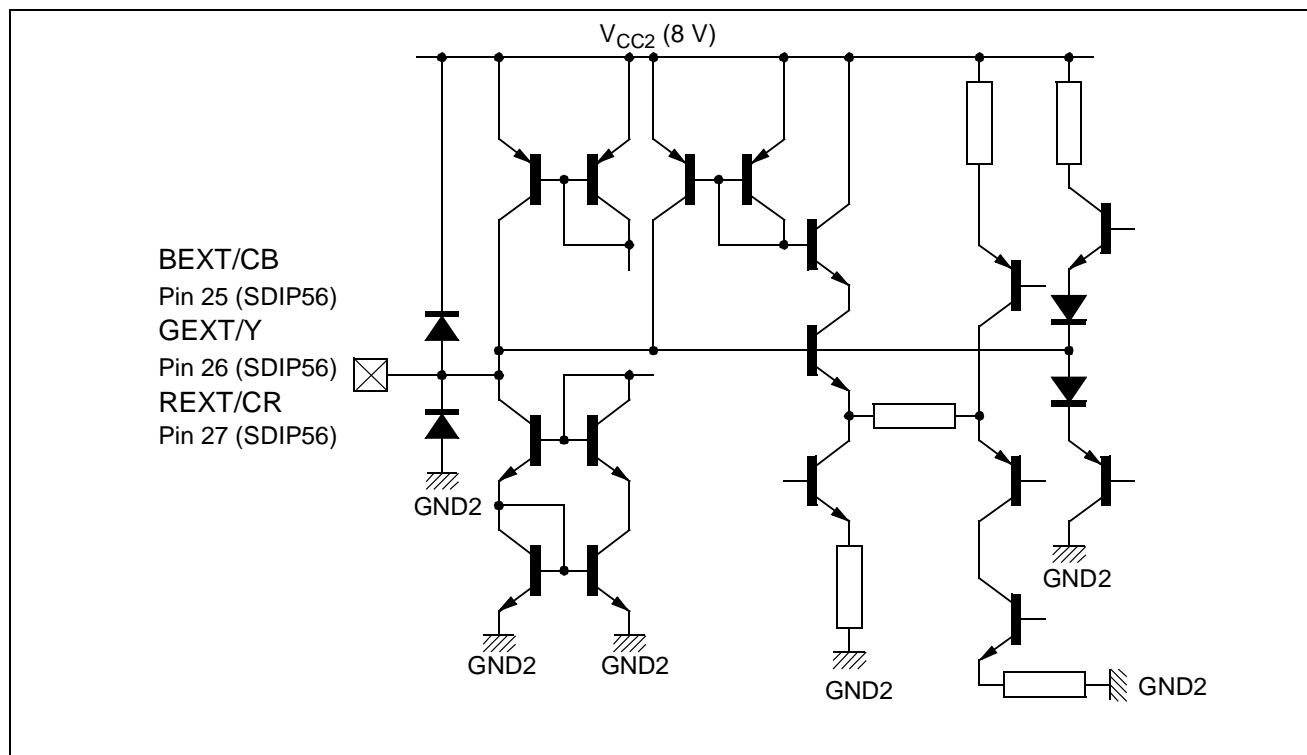 VCC2 (8 V)
BEXT/CB
Pin 25 (SDIP56)
GEXT/Y
Pin 26 (SDIP56)
REXT/CR
Pin 27 (SDIP56)
GND2
GND2
GND2
GND2
GND2
GND2